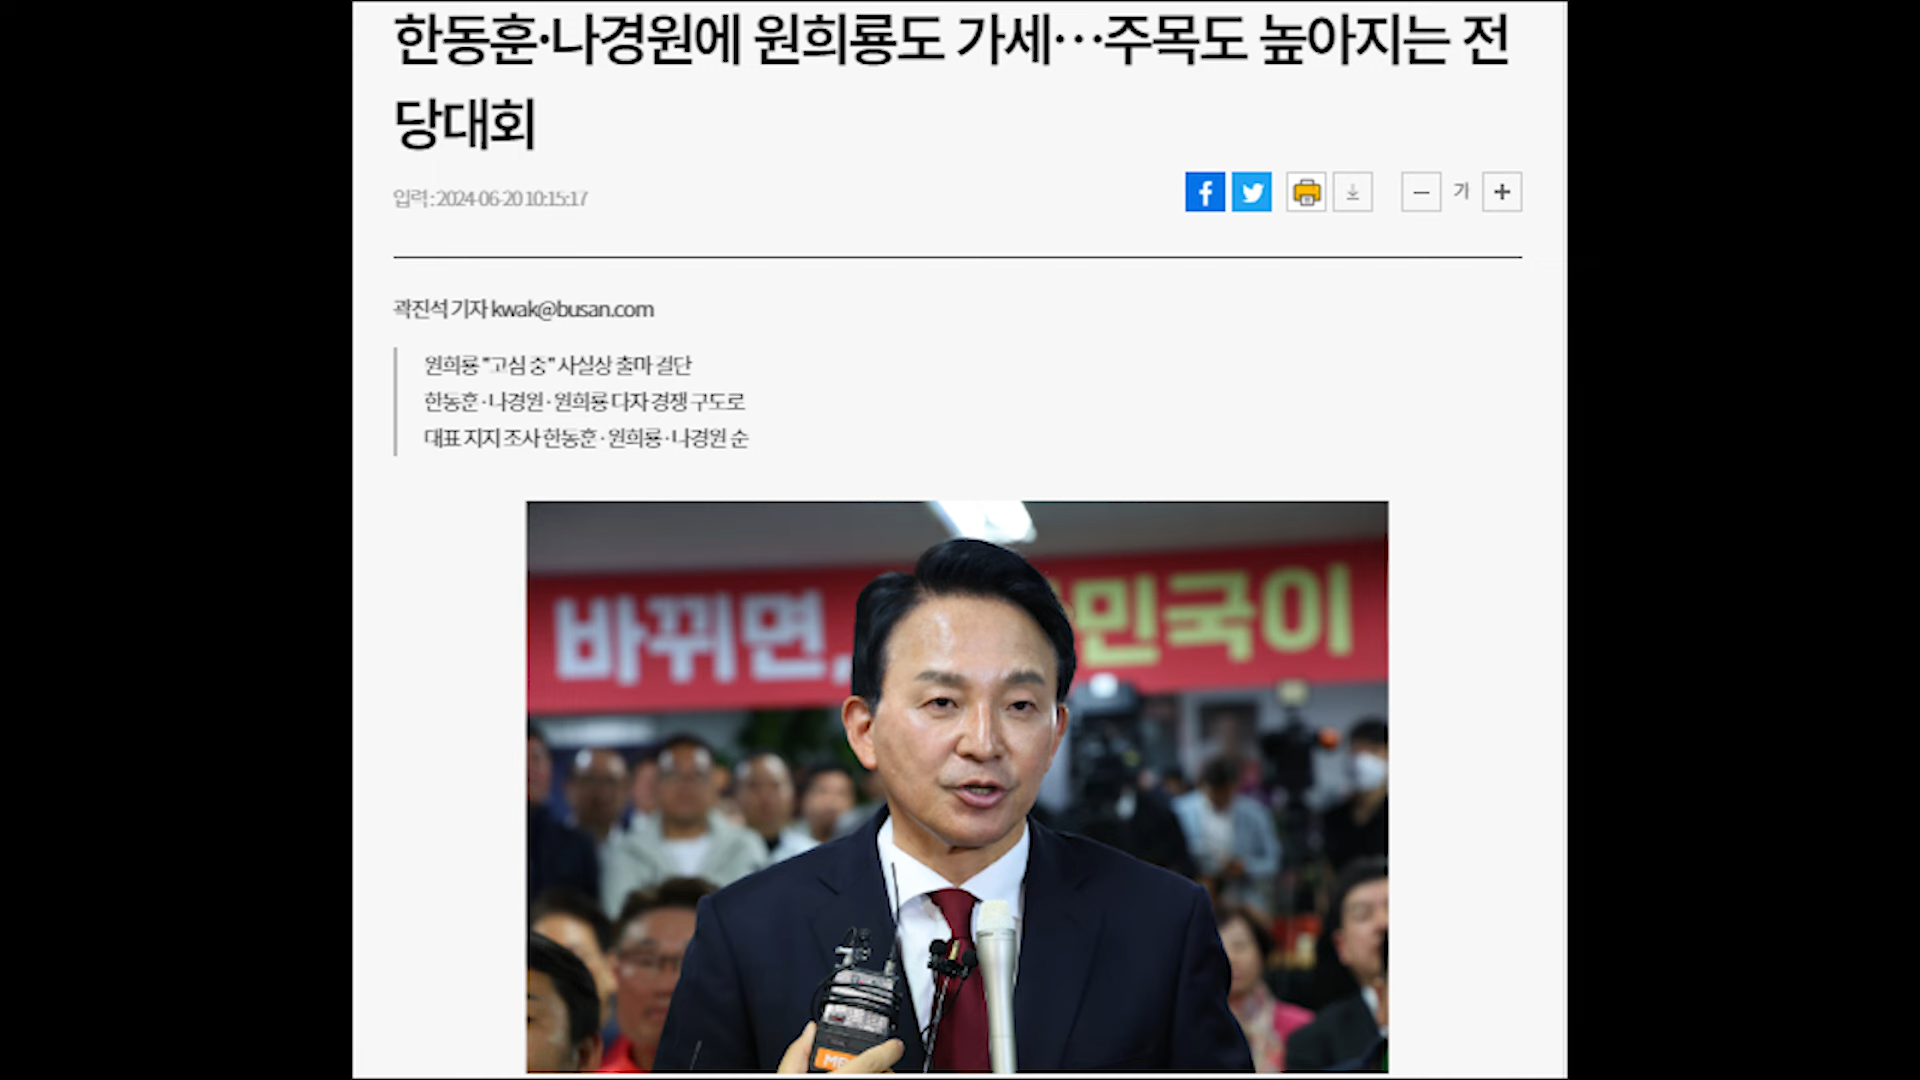 한동훈·나경원에 원희룡도 가세…주목도 높아지는 전
당대회
입력 : 2024-06-20 10:15:17
가
곽진석 기자 kwak@busan.com
원희룡 "고심 중" 사실상 출마 결단
한동훈·나경원·원희룡 다자 경쟁 구도로
대표 지지 조사 한동훈·원희룡·나경원 순
바뀌면, 민국이